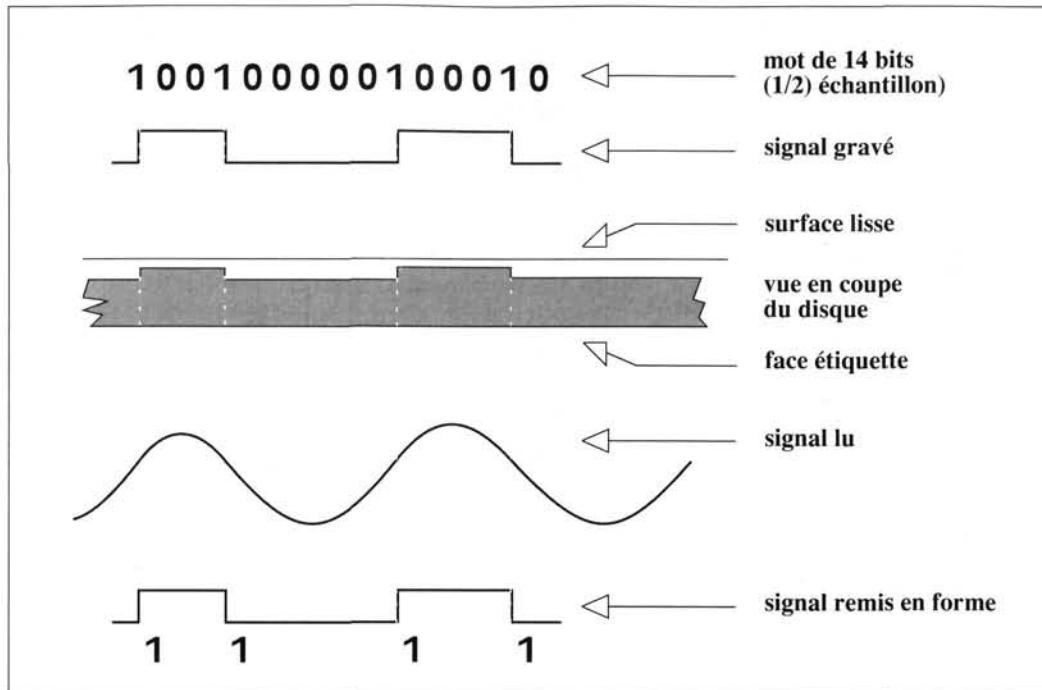 100100000100010
mot de 14 bits
(1/2) échantillon)
signal gravé
surface lisse
vue en coupe
du disque
face étiquette
signal lu
signal remis en forme
1 1 1 1